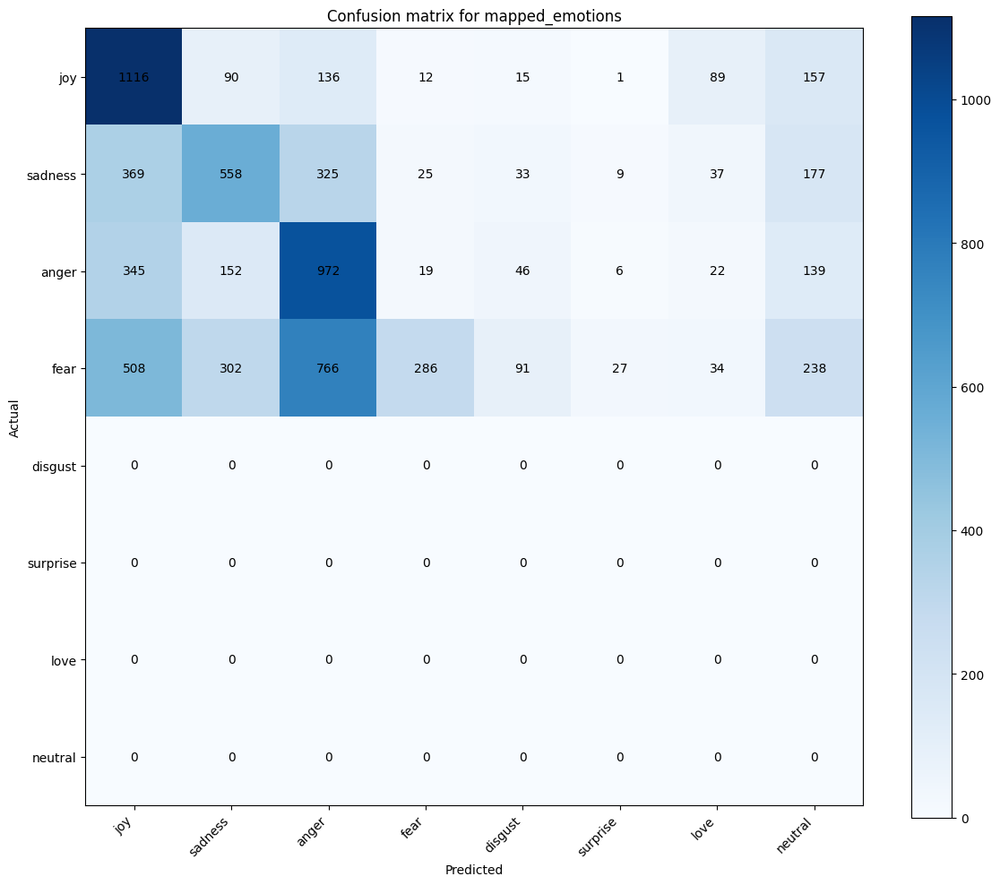 Confusion matrix for mapped_emotions
joy 1116 90 136 12 15 1 89 157
sadness 369 558 325 25 33 9 37 177
anger 345 152 972 19 46 6 22 139
fear 508 302 766 286 91 27 34 238
disgust 0 0 0 0 0 0 0 0
surprise 0 0 0 0 0 0 0 0
love 0 0 0 0 0 0 0 0
neutral 0 0 0 0 0 0 0 0
joy sadness anger fear disgust surprise love neutral
Predicted
Actual
1000
800
600
400
200
0